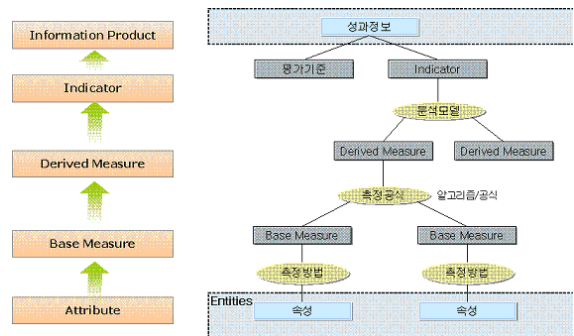 Information Product
Indicator
Derived Measure
Base Measure
Attribute
성과정보
평가기준
Indicator
분석모델
Derived Measure
Derived Measure
측정공식
알고리즘/공식
Base Measure
Base Measure
측정방법
측정방법
Entities
속성
속성